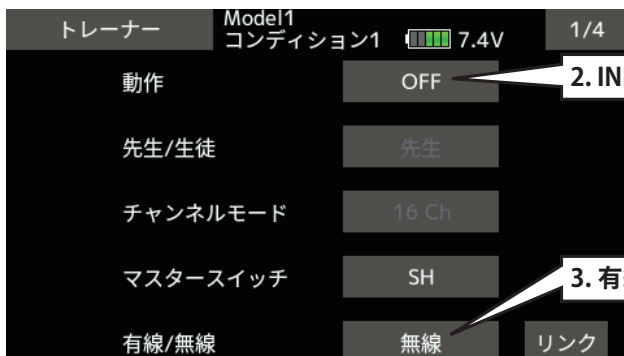 トレーナー
Model1
コンディション1
7.4V
1/4
動作
OFF
2. IN
先生/生徒
先生
チャンネルモード
16 Ch
マスタースイッチ
SH
3. 有
有線/無線
無線
リンク